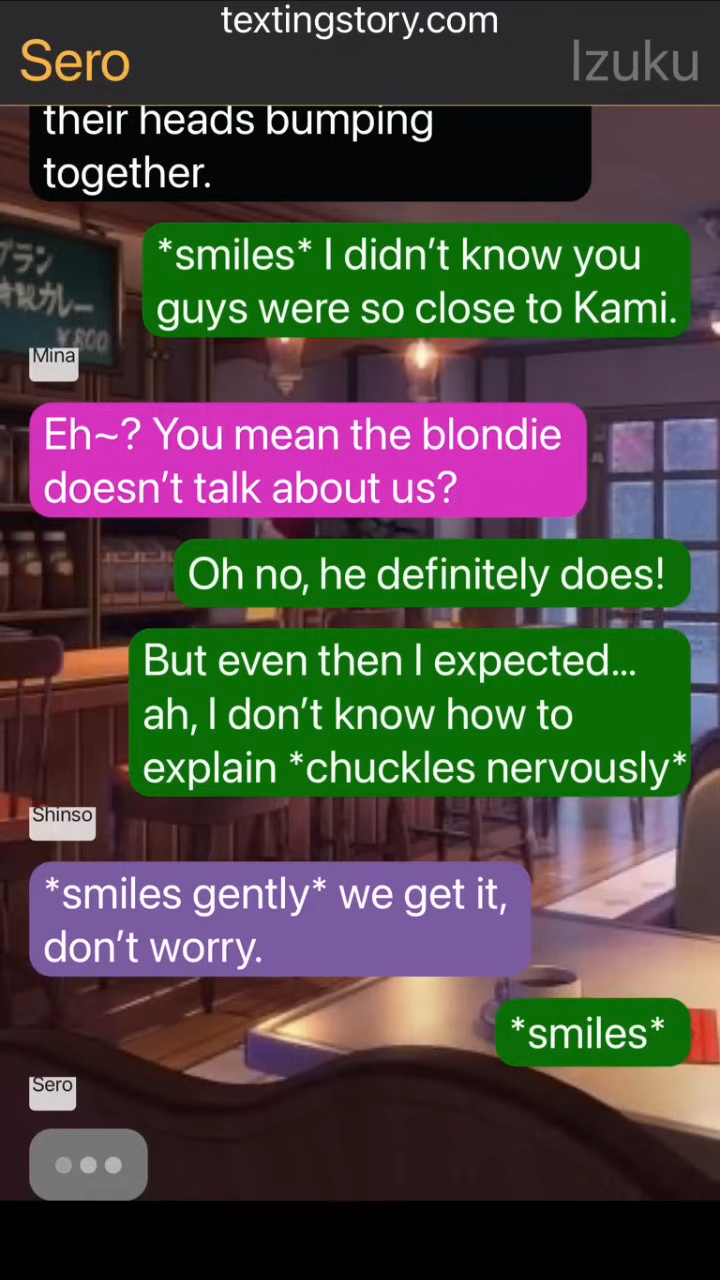 textingstory.com
Sero
Izuku
their heads bumping
together.
*smiles* I didn't know you
guys were so close to Kami.
¥800
Mina
Eh~? You mean the blondie
doesn't talk about us?
Oh no, he definitely does!
But even then I expected...
ah, I don't know how to
explain *chuckles nervously*
Shinso
*smiles gently* we get it,
don't worry.
*smiles*
Sero